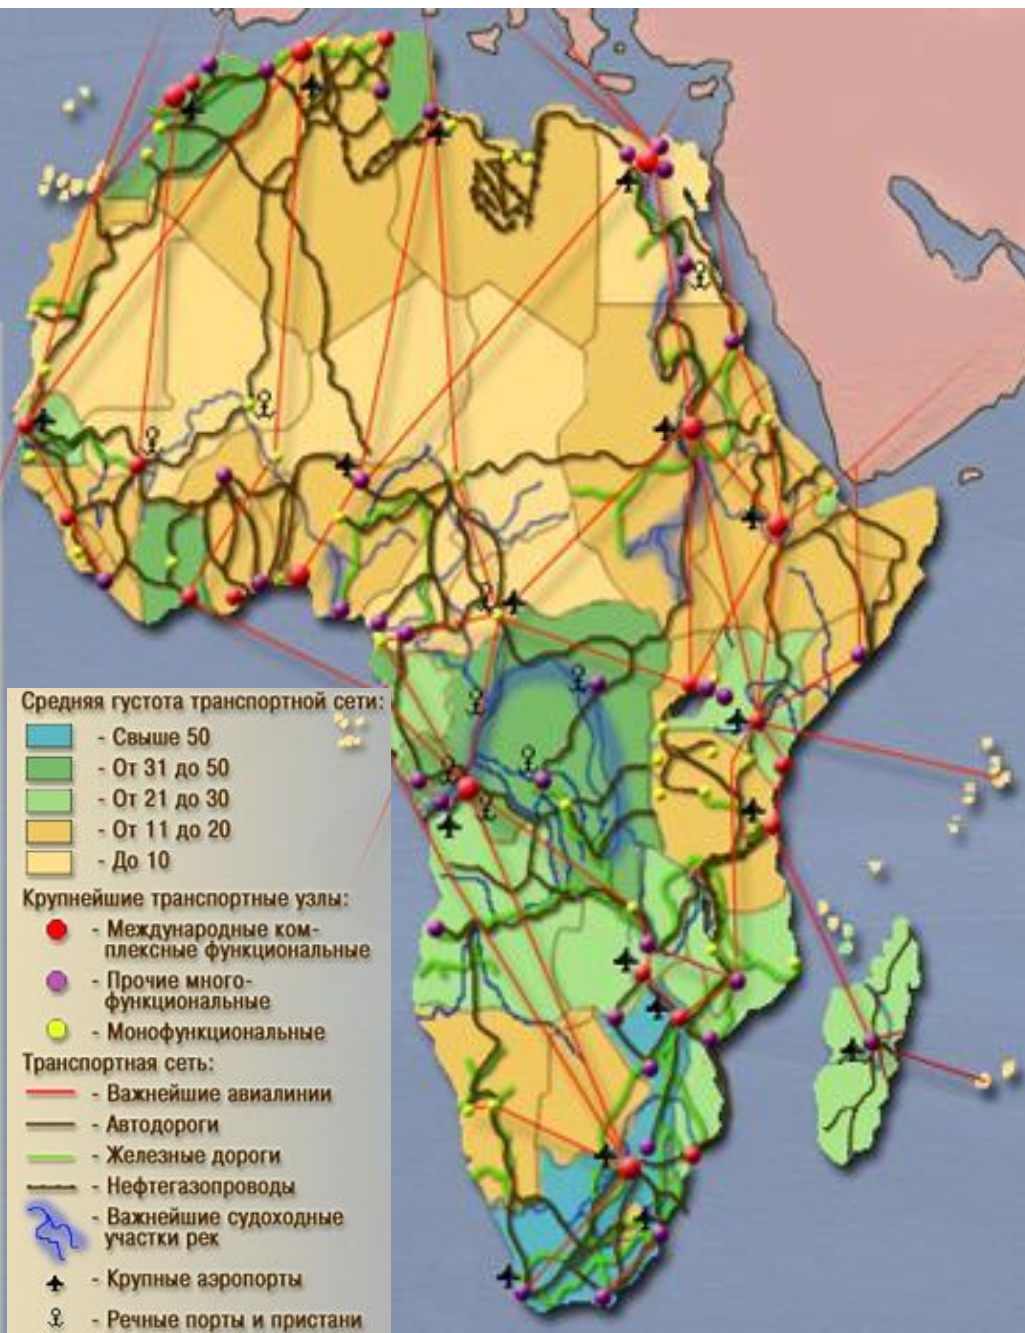 Средняя густота транспортной сети:
- Свыше 50
- От 31 до 50
- От 21 до 30
- От 11 до 20
- До 10
Крупнейшие транспортные узлы:
- Международные ком-
плексные функциональные
- Прочие много-
функциональные
- Монофункциональные
Транспортная сеть:
- Важнейшие авиалинии
- Автодороги
- Железные дороги
- Нефтегазопроводы
- Важнейшие судоходные
участки рек
- Крупные аэропорты
- Речные порты и пристани